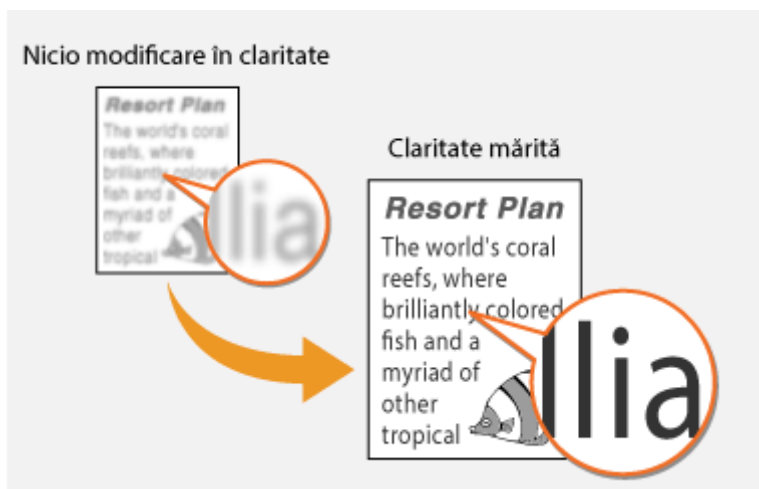 Nicio modificare în claritate
Resort Plan
The world's coral
reefs, where
brilliantly colored
fish and a
myriad of
other
tropical
llia
Claritate mărită
Resort Plan
The world's coral
reefs, where
brilliantly colored
fish and a
myriad of
other
tropical
llia